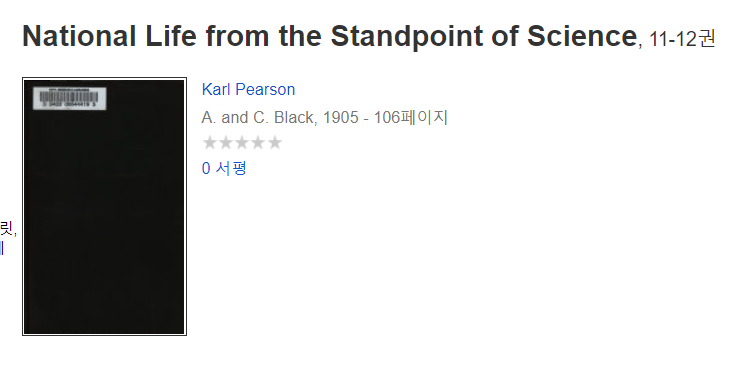 National Life from the Standpoint of Science, 11-12권
Karl Pearson
A. and C. Black, 1905 - 106페이지
0 서평
릿,